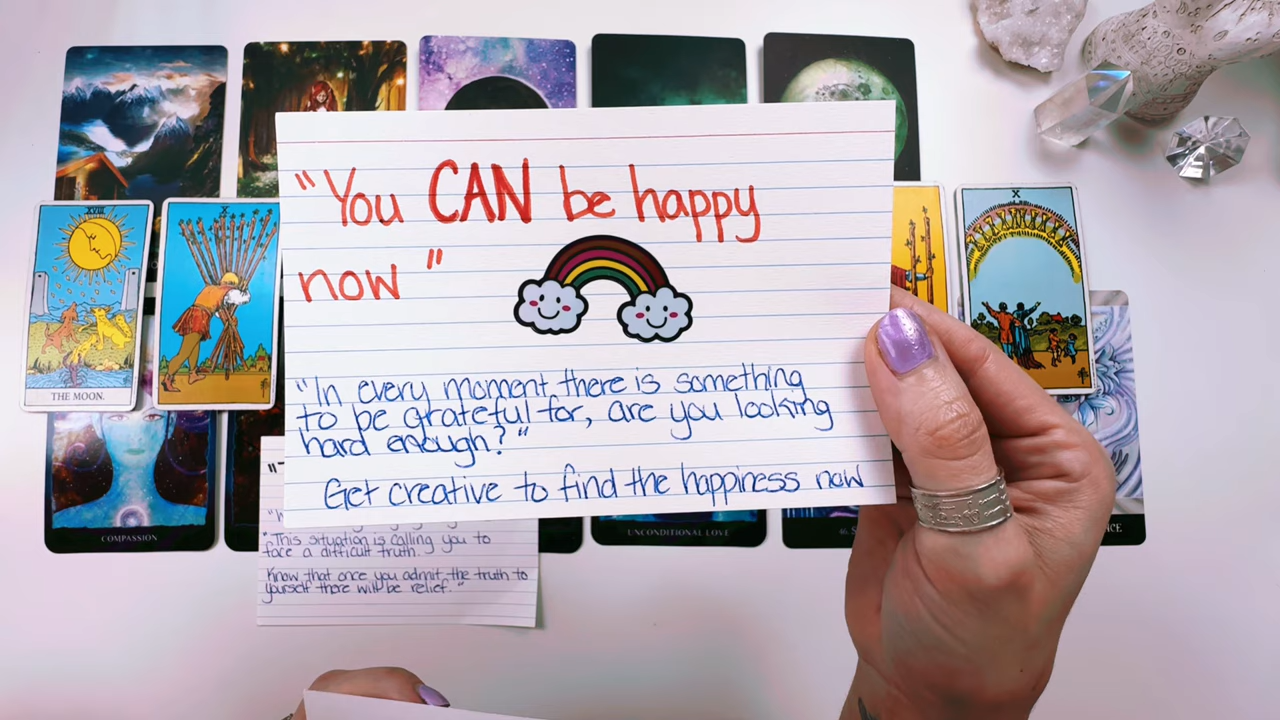 "You CAN be happy
now"
"In every moment there is something
to be grateful for, are you looking
hard enough?"
Get creative to find the happiness now
XVIII
THE MOON.
X
X
COMPASSION
UNCONDITIONAL LOVE
46.
"This situation is calling you to
face a difficult truth.
Know that once you admit the truth to
yourself there will be relief."